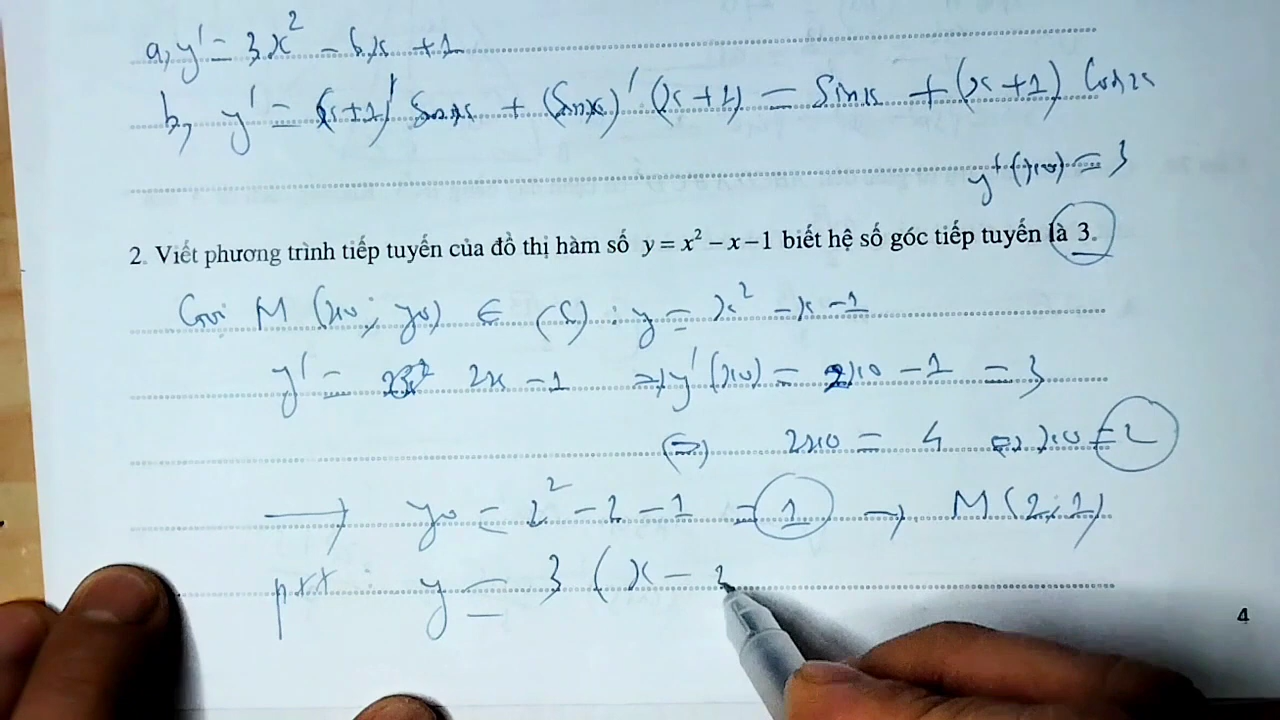 a, y' = 3x² - 6x + 1
b, y' = (x+1)' Sinx + (Sinx)' (x+1) = Sinx + (x+1) Cosx
y'(x0) = 3
2. Viết phương trình tiếp tuyến của đồ thị hàm số y = x² – x – 1 biết hệ số góc tiếp tuyến là 3.
Gọi M (x0; y0) ∈ (C) : y = x² - x - 1
y' = 2x - 1 ⇒ y'(x0) = 2x0 - 1 = 3
⇔ 2x0 = 4 ⇔ x0 = 2
→ y0 = 2² - 2 - 1 = 1 → M(2;1)
ptt : y = 3 (x -
4